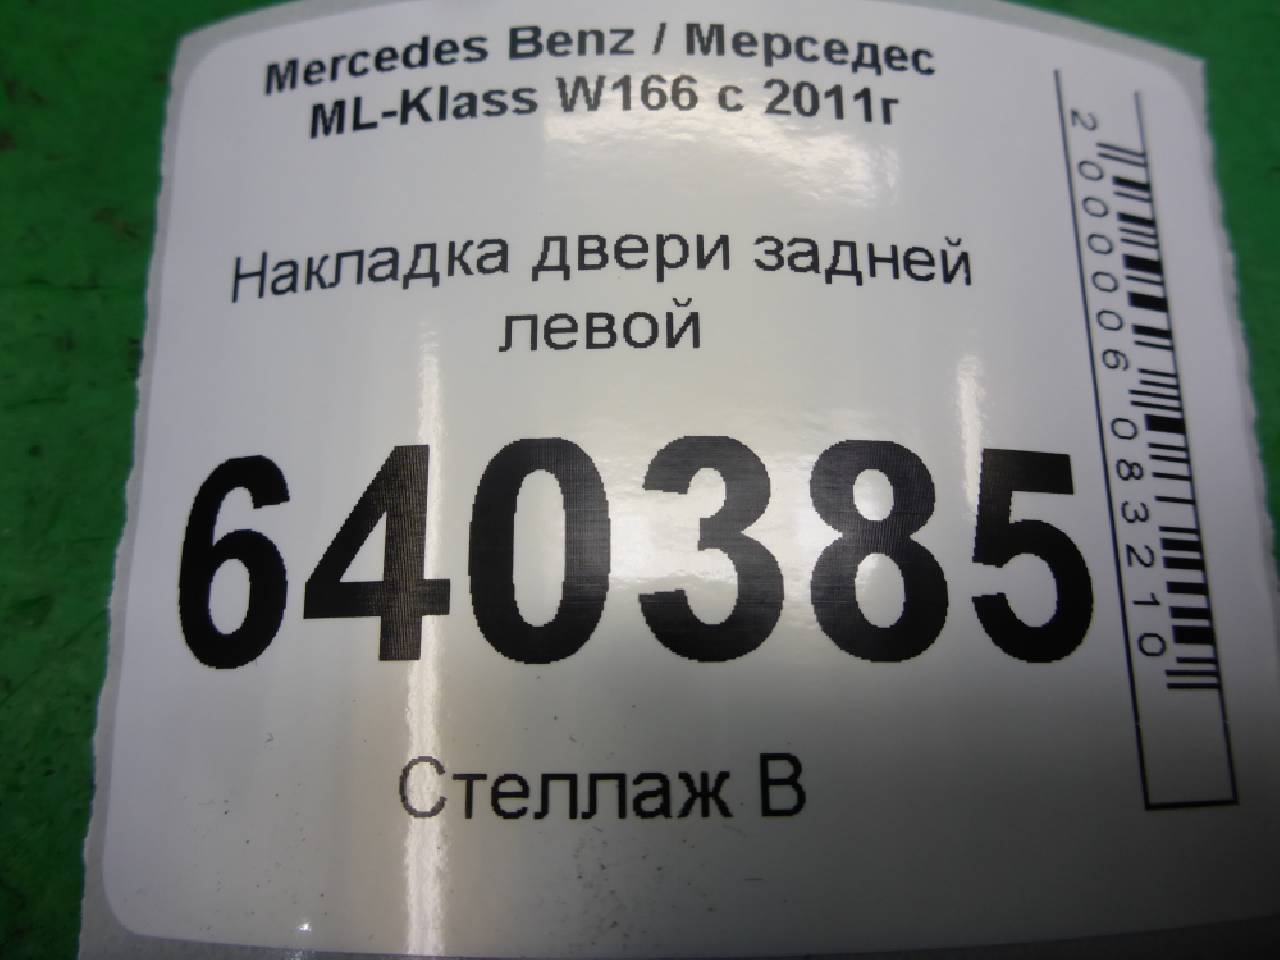 Mercedes Benz / Мерседес
ML-Klass W166 с 2011г
Накладка двери задней
левой
640385
Стеллаж В
2000006083210